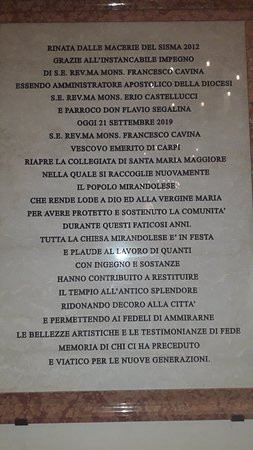 RINATA DALLE MACERIE DEL SISMA 2012
GRAZIE ALL'INSTANCABILE IMPEGNO
DI S.E. REV.MA MONS. FRANCESCO CAVINA
ESSENDO AMMINISTRATORE APOSTOLICO DELLA DIOCESI
S.E. REV.MA MONS. ERIO CASTELLUCCI
E PARROCO DON FLAVIO SEGALINA
OGGI 21 SETTEMBRE 2019
S.E. REV.MA MONS. FRANCESCO CAVINA
VESCOVO EMERITO DI CARPI
RIAPRE LA COLLEGIATA DI SANTA MARIA MAGGIORE
NELLA QUALE SI RACCOGLIE NUOVAMENTE
IL POPOLO MIRANDOLESE
CHE RENDE LODE A DIO ED ALLA VERGINE MARIA
PER AVERE PROTETTO E SOSTENUTO LA COMUNITA'
DURANTE QUESTI FATICOSI ANNI.
TUTTA LA CHIESA MIRANDOLESE E' IN FESTA
E PLAUDE AL LAVORO DI QUANTI
CON INGEGNO E SOSTANZE
HANNO CONTRIBUITO A RESTITUIRE
IL TEMPIO ALL'ANTICO SPLENDORE
RIDONANDO DECORO ALLA CITTA'
E PERMETTENDO AI FEDELI DI AMMIRARNE
LE BELLEZZE ARTISTICHE E LE TESTIMONIANZE DI FEDE
MEMORIA DI CHI CI HA PRECEDUTO
E VIATICO PER LE NUOVE GENERAZIONI.